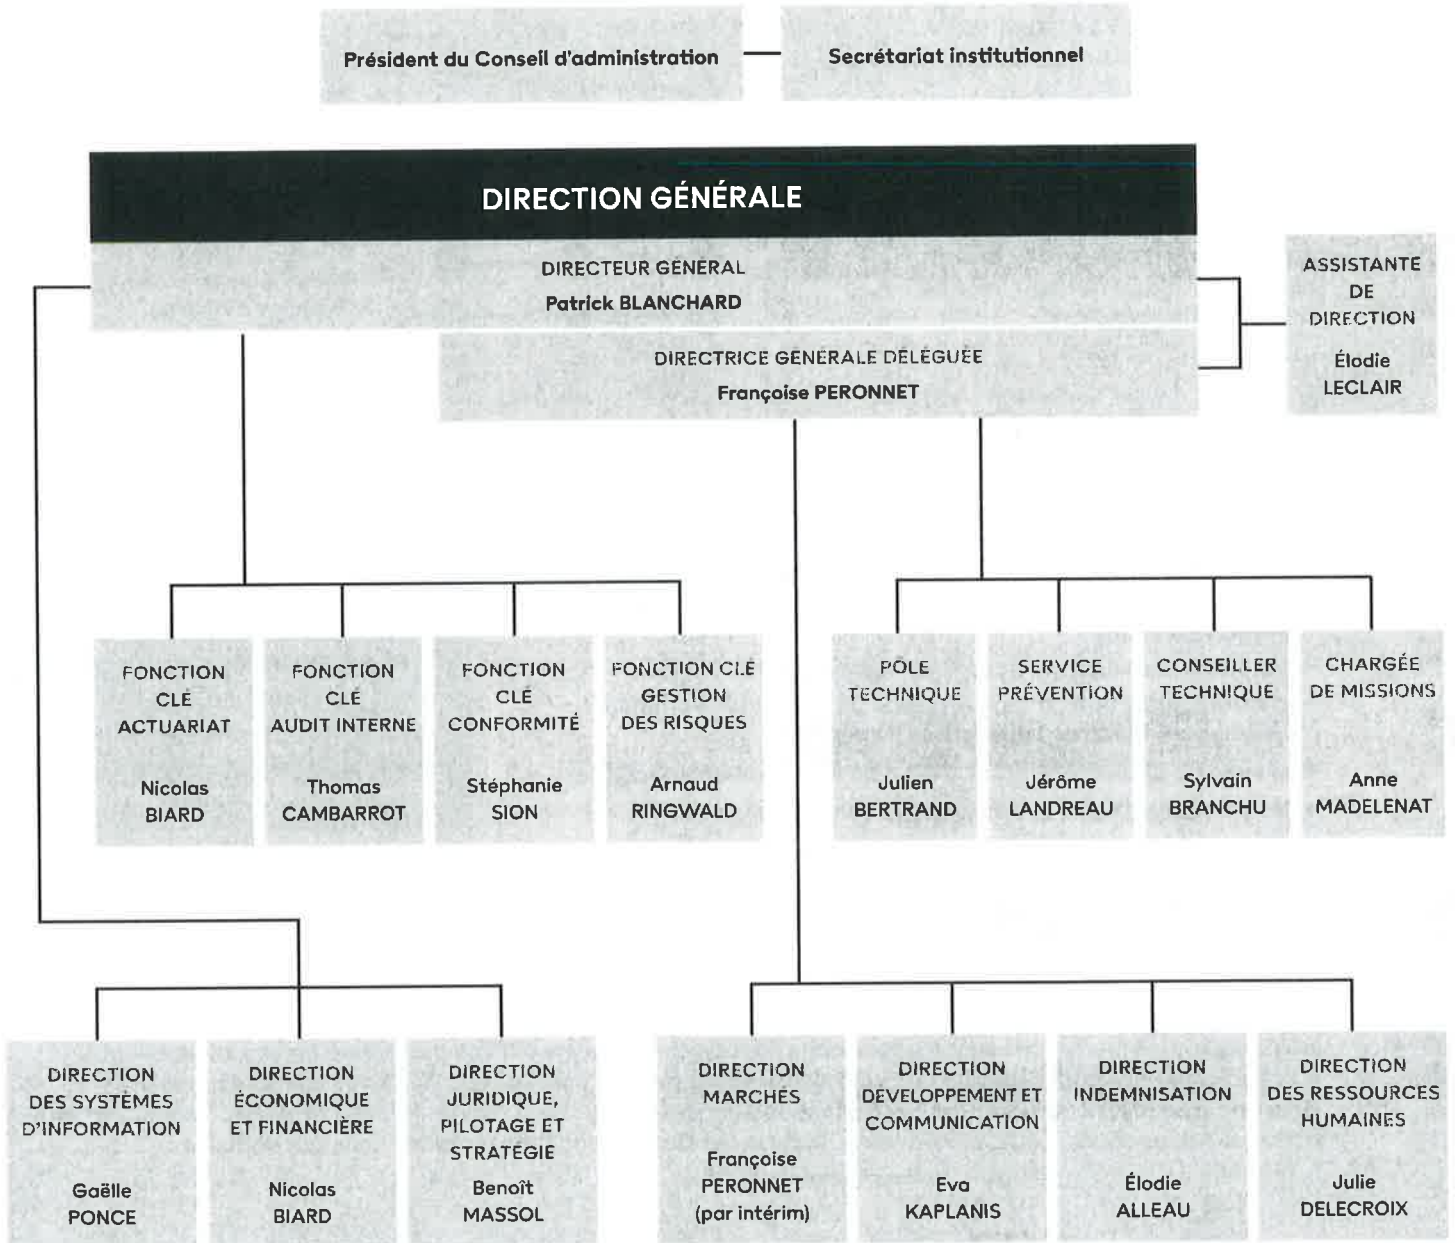 Président du Conseil d'administration
Secrétariat institutionnel
DIRECTION GÉNÉRALE
DIRECTEUR GÉNÉRAL
Patrick BLANCHARD
DIRECTRICE GÉNÉRALE DÉLÉGUÉE
Françoise PERONNET
ASSISTANTE
DE
DIRECTION
Élodie
LECLAIR
FONCTION
CLÉ
ACTUARIAT
Nicolas
BIARD
FONCTION
CLÉ
AUDIT INTERNE
Thomas
CAMBARROT
FONCTION
CLÉ
CONFORMITÉ
Stéphanie
SION
FONCTION CLÉ
GESTION
DES RISQUES
Arnaud
RINGWALD
PÔLE
TECHNIQUE
Julien
BERTRAND
SERVICE
PRÉVENTION
Jérôme
LANDREAU
CONSEILLER
TECHNIQUE
Sylvain
BRANCHU
CHARGÉE
DE MISSIONS
Anne
MADELENAT
DIRECTION
DES SYSTÈMES
D'INFORMATION
Gaëlle
PONCE
DIRECTION
ÉCONOMIQUE
ET FINANCIÈRE
Nicolas
BIARD
DIRECTION
JURIDIQUE,
PILOTAGE ET
STRATÉGIE
Benoît
MASSOL
DIRECTION
MARCHÉS
Françoise
PERONNET
(par intérim)
DIRECTION
DÉVELOPPEMENT ET
COMMUNICATION
Eva
KAPLANIS
DIRECTION
INDEMNISATION
Élodie
ALLEAU
DIRECTION
DES RESSOURCES
HUMAINES
Julie
DELECROIX